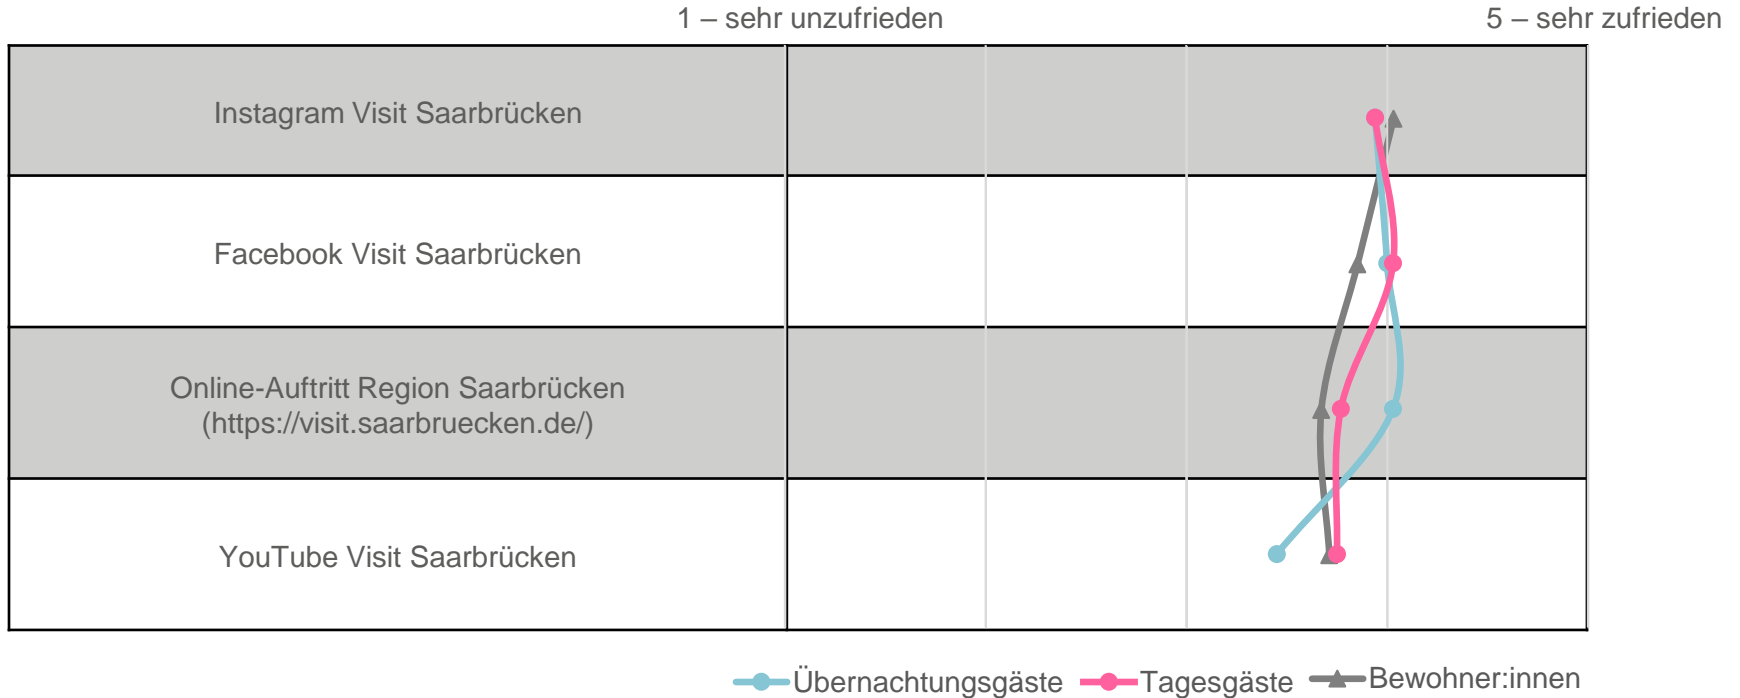 1 – sehr unzufrieden
5 – sehr zufrieden
Instagram Visit Saarbrücken
Facebook Visit Saarbrücken
Online-Auftritt Region Saarbrücken
(https://visit.saarbruecken.de/)
YouTube Visit Saarbrücken
Übernachtungsgäste
Tagesgäste
Bewohner:innen